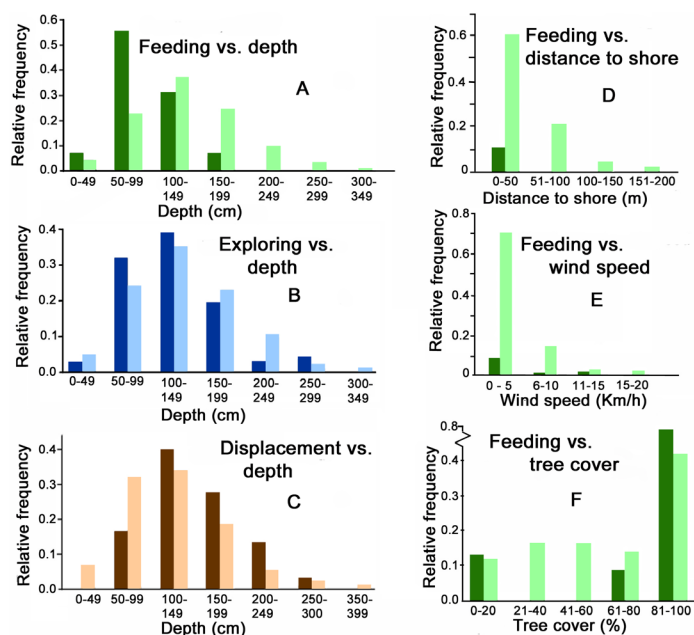 Feeding vs. depth
A
Relative frequency
0.6
0.5
0.4
0.3
0.2
0.1
0.0
0-49 50-99 100-149 150-199 200-249 250-299 300-349
Depth (cm)
Exploring vs.
depth
B
Relative frequency
0.4
0.3
0.2
0.1
0
0-49 50-99 100-149 150-199 200-249 250-299 300-349
Depth (cm)
Displacement vs.
depth
C
Relative frequency
0.4
0.3
0.2
0.1
0
0-49 50-99 100-149 150-199 200-249 250-300 350-399
Depth (cm)
Feeding vs.
distance to shore
D
Relative frequency
0.6
0.4
0.2
0.1
0.0
0-50 51-100 100-150 151-200
Distance to shore (m)
Feeding vs.
wind speed
E
Relative frequency
0.8
0.6
0.4
0.2
0
0 - 5 6-10 11-15 15-20
Wind speed (Km/h)
Feeding vs.
tree cover
F
Relative frequency
0.8
0.4
0.2
0.1
0.0
0-20 21-40 41-60 61-80 81-100
Tree cover (%)